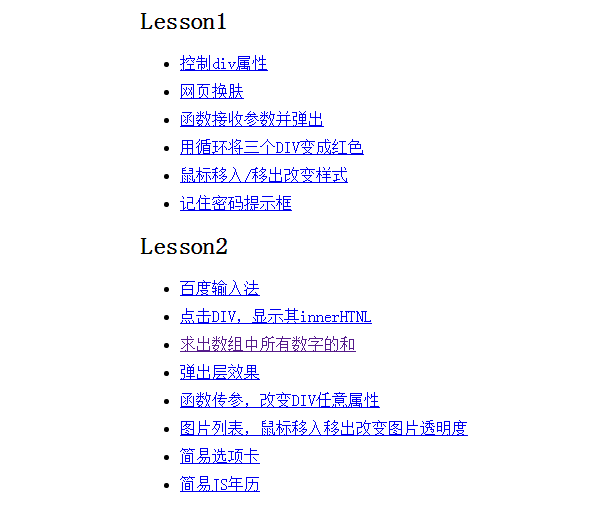 Lesson1
控制div属性
网页换肤
函数接收参数并弹出
用循环将三个DIV变成红色
鼠标移入/移出改变样式
记住密码提示框
Lesson2
百度输入法
点击DIV，显示其innerHTNL
求出数组中所有数字的和
弹出层效果
函数传参，改变DIV任意属性
图片列表，鼠标移入移出改变图片透明度
简易选项卡
简易JS年历